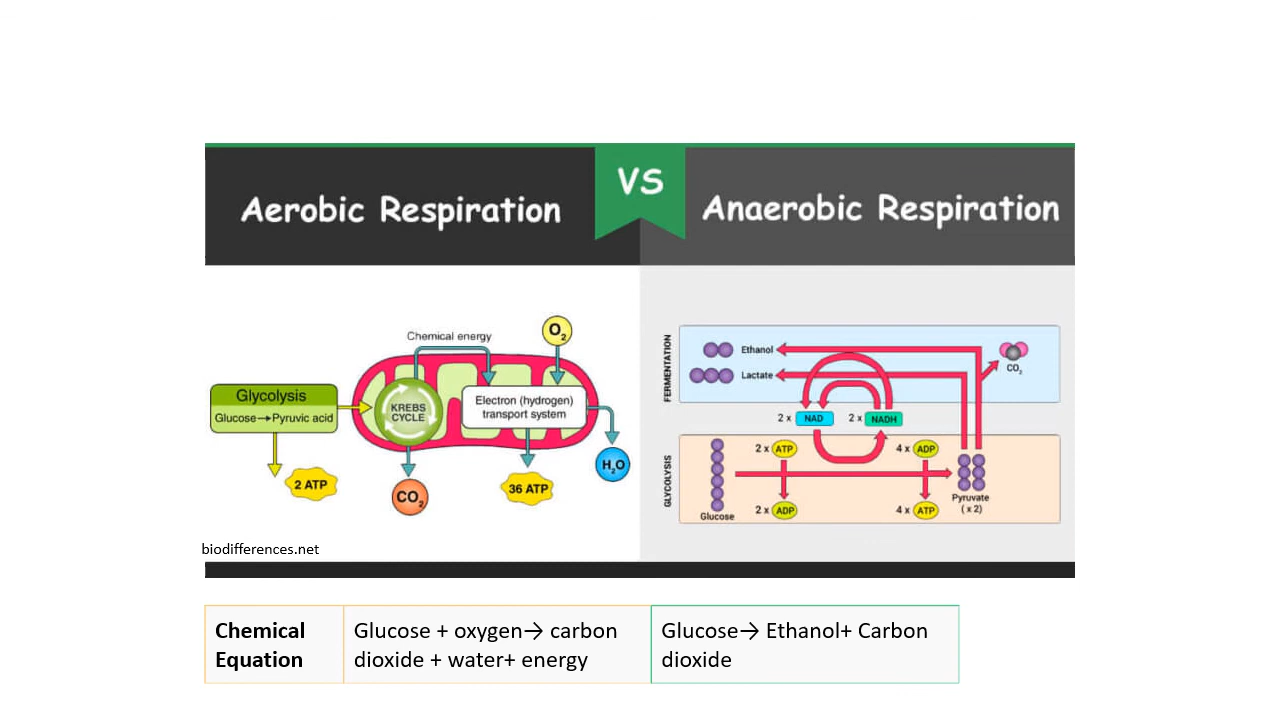 Aerobic Respiration
VS
Anaerobic Respiration
Chemical energy
O₂
Glycolysis
Glucose→Pyruvic acid
KREBS
CYCLE
Electron (hydrogen)
transport system
2 ATP
CO₂
36 ATP
H₂O
biodifferences.net
FERMENTATION
Ethanol
Lactate
CO₂
2 x NAD
2 x NADH
GLYCOLYSIS
2 x ATP
4 x ADP
Glucose
2 x ADP
4 x ATP
Pyruvate
( x 2)
Chemical
Equation
Glucose + oxygen→ carbon
dioxide + water+ energy
Glucose→ Ethanol+ Carbon
dioxide